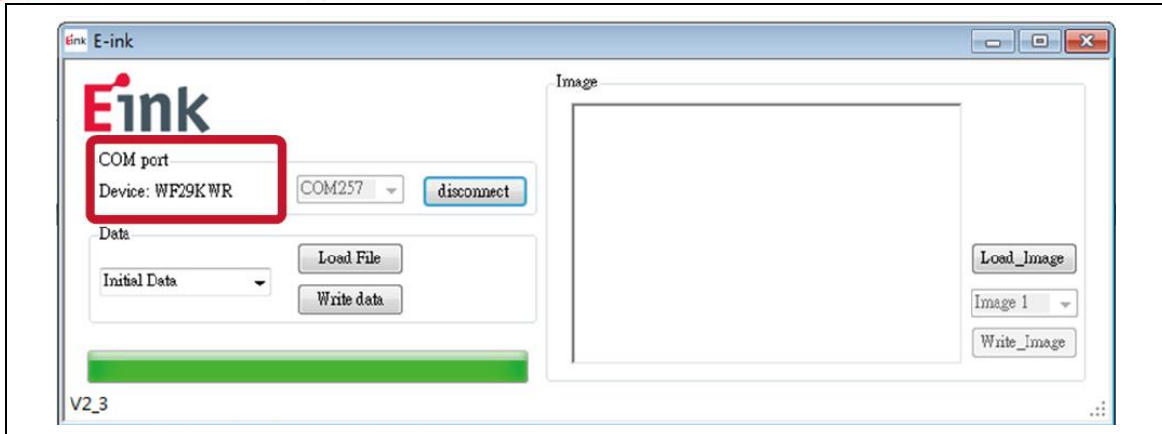 Eink E-ink
Eink
COM port
Device: WF29KWR
COM257
disconnect
Data
Initial Data
Load File
Write data
V2_3
Image
Load_Image
Image 1
Write_Image